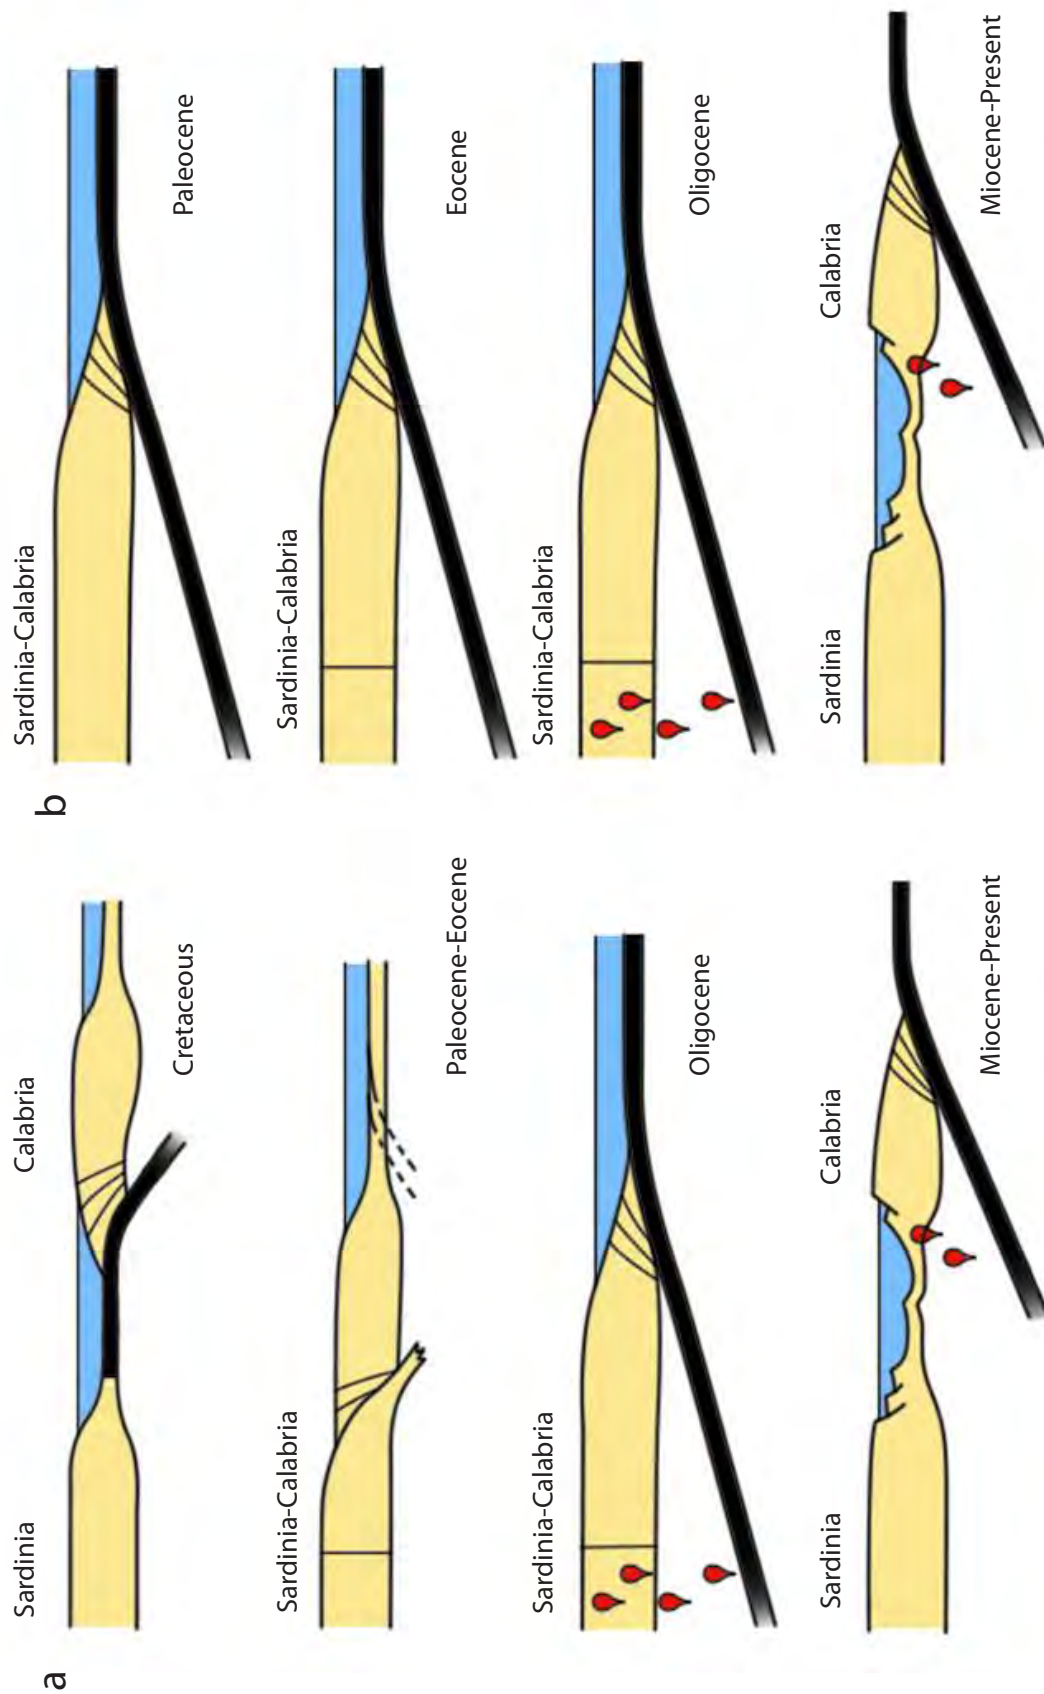 a
Sardinia
Calabria
Cretaceous
Sardinia-Calabria
Paleocene-Eocene
Sardinia-Calabria
Oligocene
Sardinia
Calabria
Miocene-Present
b
Sardinia-Calabria
Paleocene
Sardinia-Calabria
Eocene
Sardinia-Calabria
Oligocene
Sardinia
Calabria
Miocene-Present